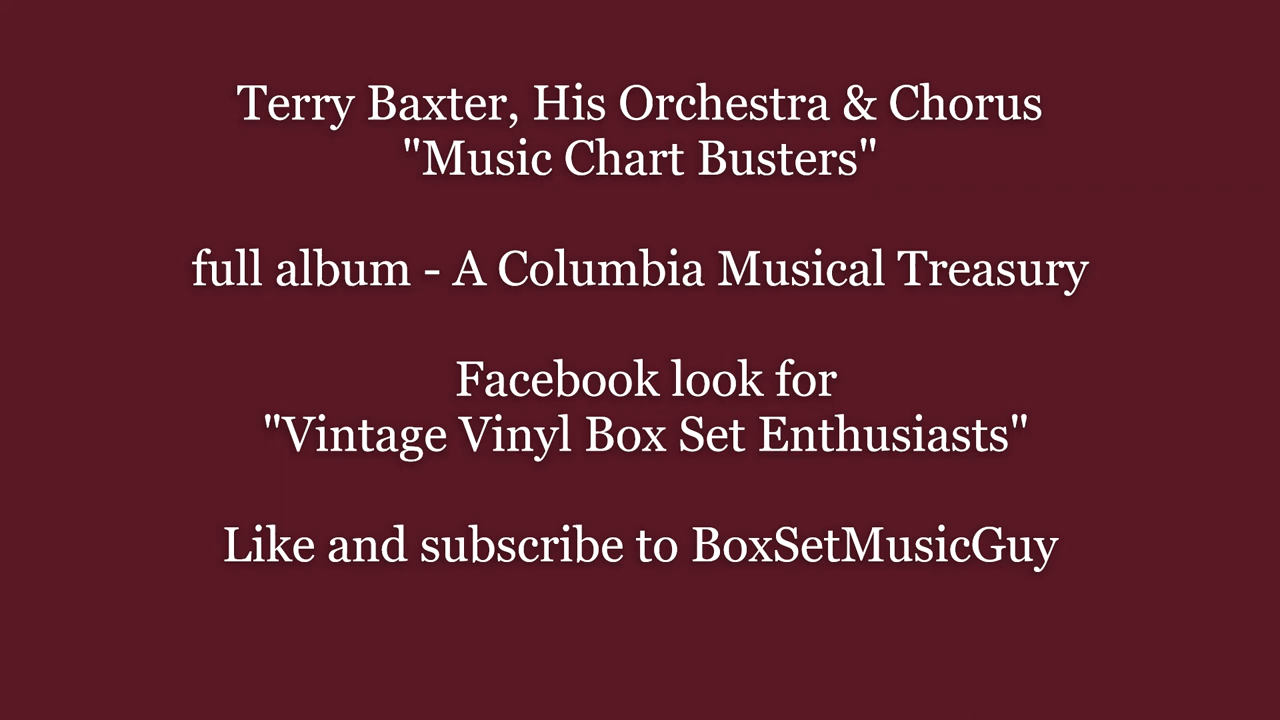 Terry Baxter, His Orchestra & Chorus
"Music Chart Busters"
full album - A Columbia Musical Treasury
Facebook look for
"Vintage Vinyl Box Set Enthusiasts"
Like and subscribe to BoxSetMusicGuy